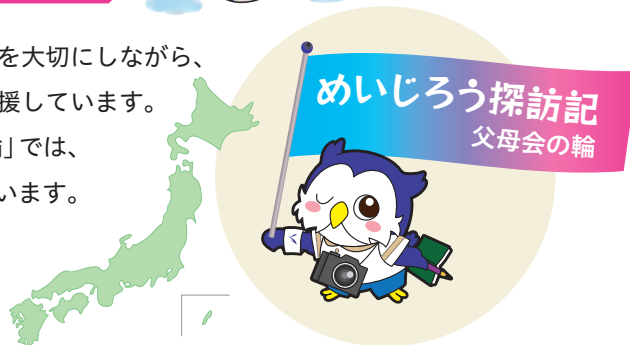 を大切にしながら、
援しています。
」では、
います。
めいじろう探訪記
父母会の輪